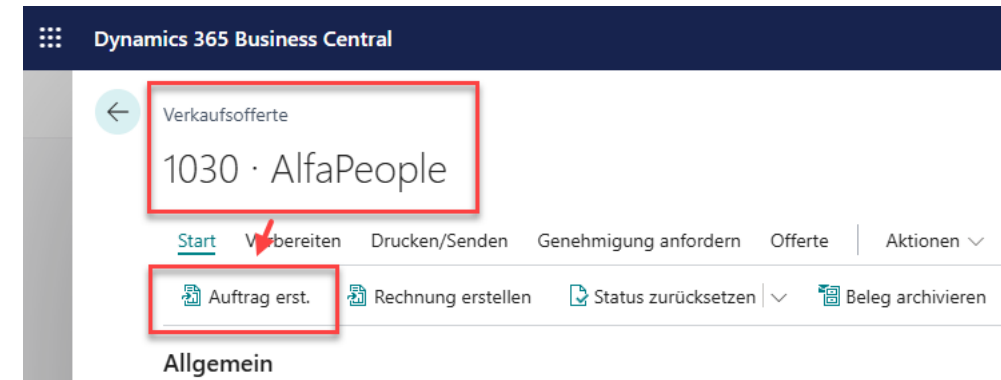 Dynamics 365 Business Central
Verkaufsofferte
1030 · AlfaPeople
Start Vorbereiten Drucken/Senden Genehmigung anfordern Offerte Aktionen
Auftrag erst. Rechnung erstellen Status zurücksetzen Beleg archivieren
Allgemein